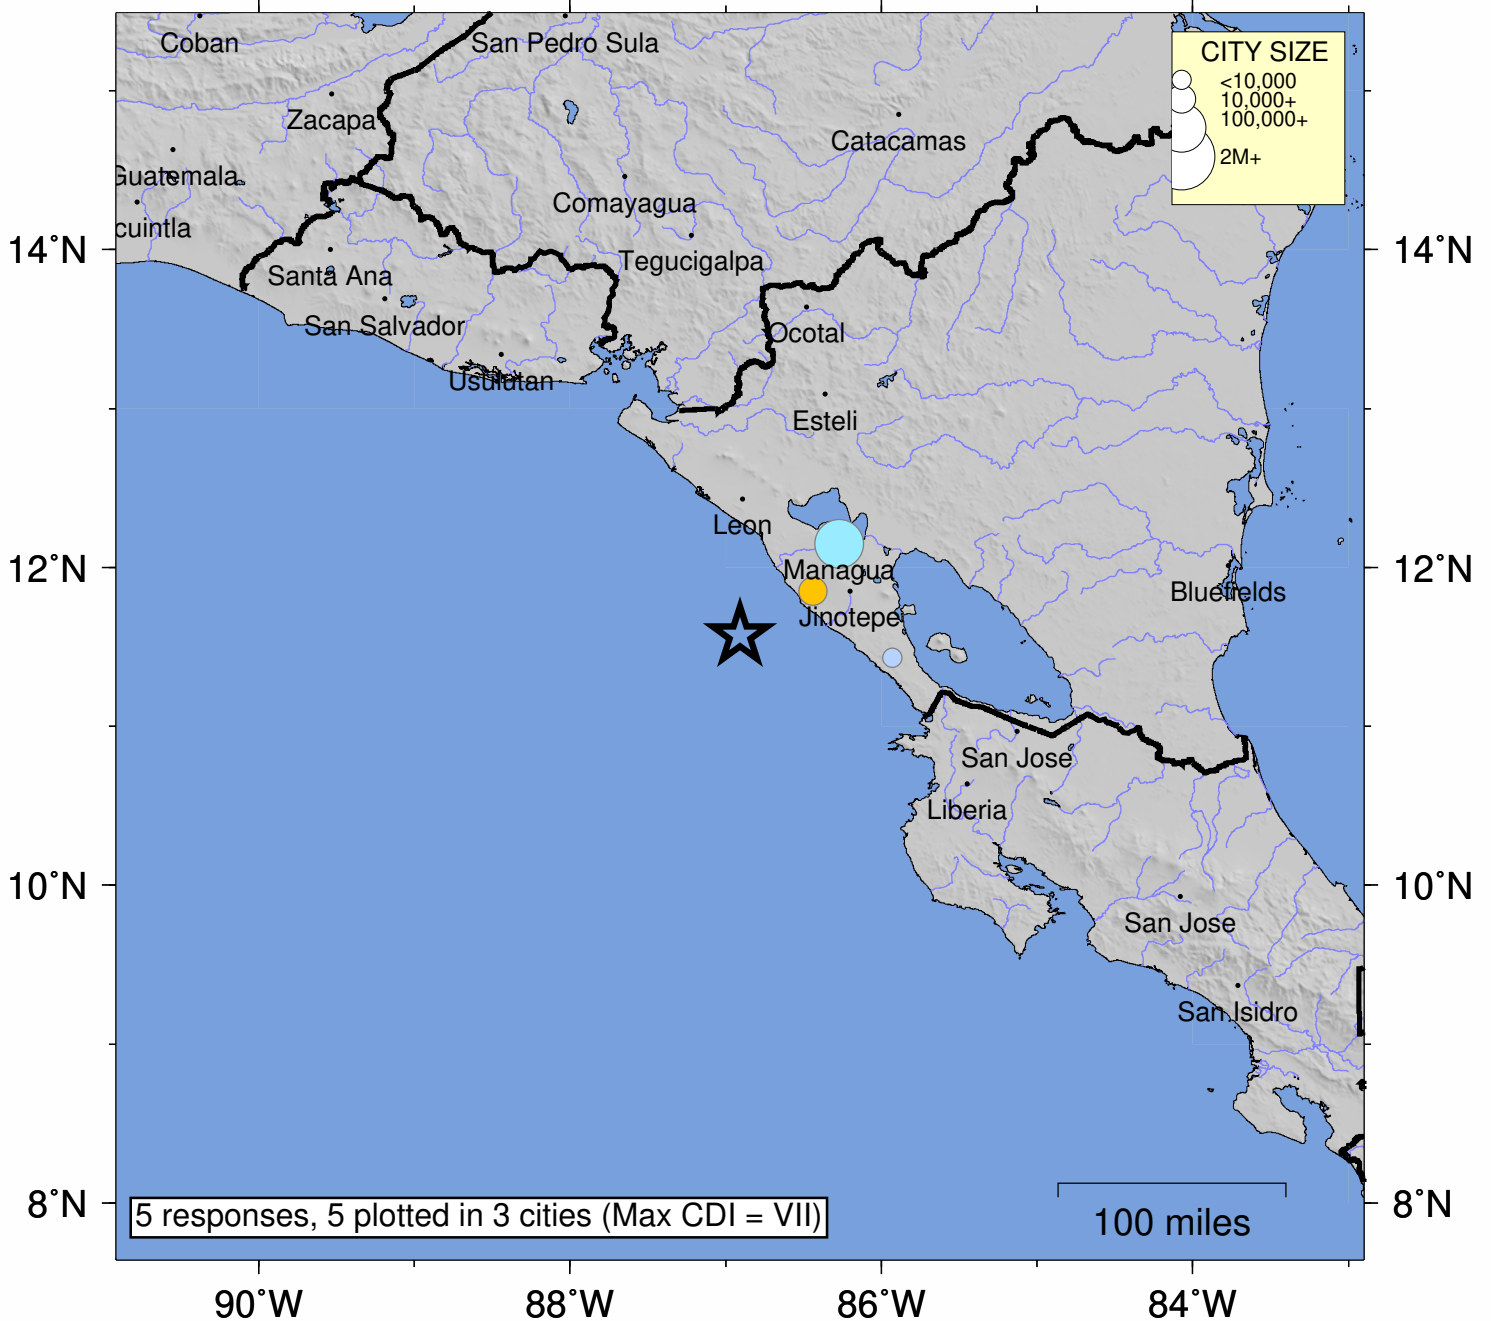 Coban
San Pedro Sula
CITY SIZE
<10,000
10,000+
100,000+
2M+
Zacapa
Catacamas
Guatemala
Comayagua
cuintla
14°N
14°N
Tegucigalpa
Santa Ana
San Salvador
Ocotal
Usulutan
Esteli
Leon
12°N
Managua
12°N
Bluefields
Jinotepe
San Jose
Liberia
10°N
10°N
San Jose
San Isidro
8°N
5 responses, 5 plotted in 3 cities (Max CDI = VII)
100 miles
8°N
90°W
88°W
86°W
84°W